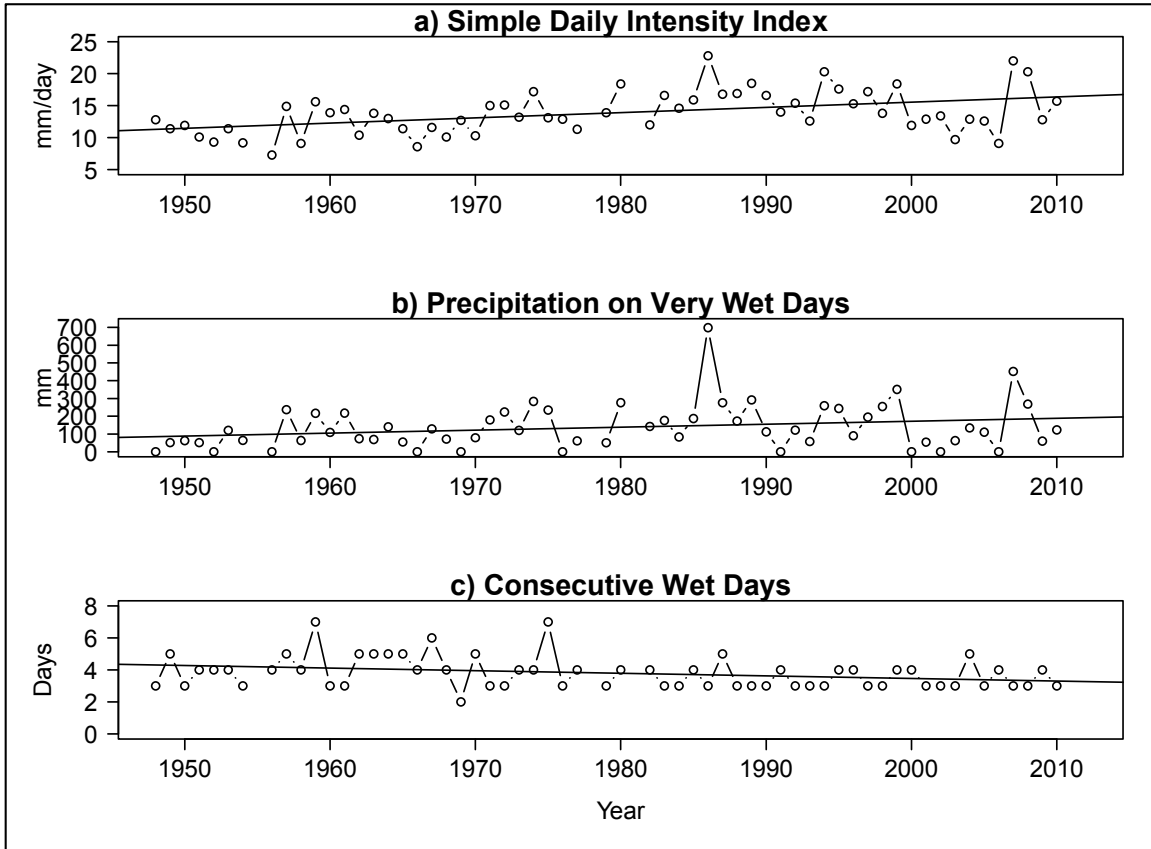 a) Simple Daily Intensity Index
mm/day
25
20
15
10
5
1950 1960 1970 1980 1990 2000 2010
b) Precipitation on Very Wet Days
mm
700
600
500
400
300
200
100
0
1950 1960 1970 1980 1990 2000 2010
c) Consecutive Wet Days
Days
8
6
4
2
0
1950 1960 1970 1980 1990 2000 2010
Year